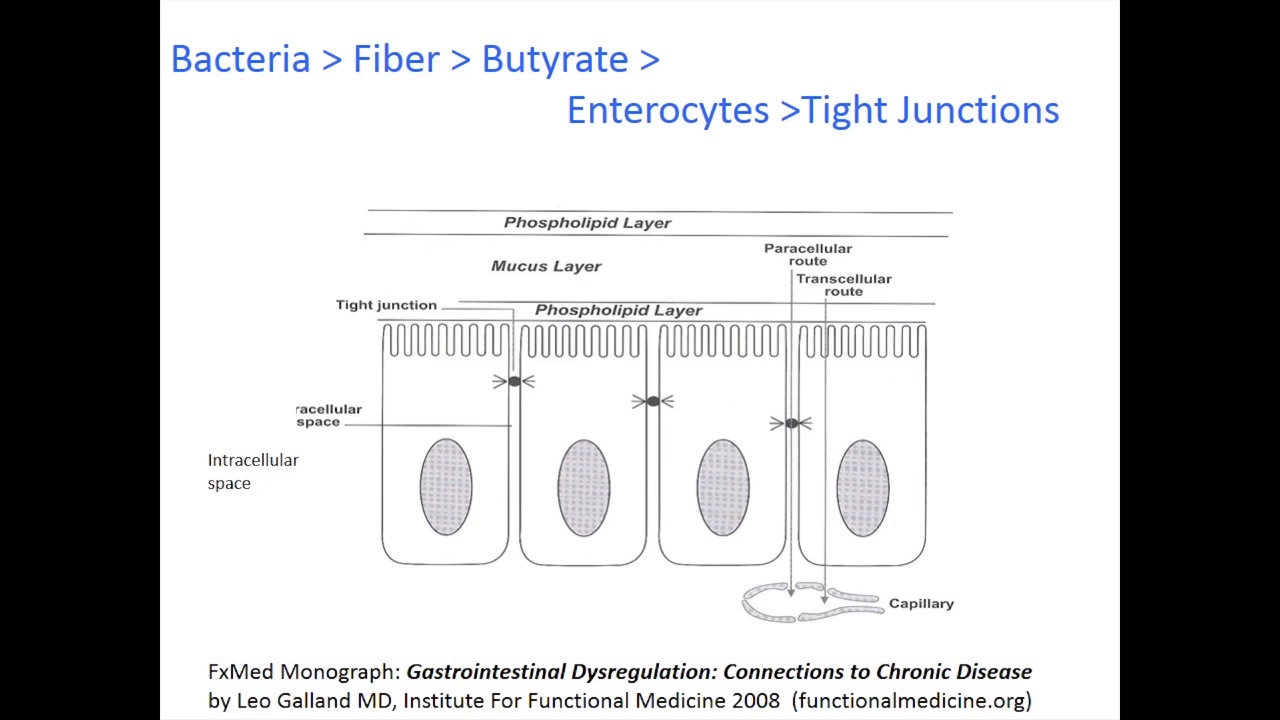 Bacteria > Fiber > Butyrate >
Enterocytes >Tight Junctions
Phospholipid Layer
Mucus Layer
Paracellular
route
Transcellular
route
Tight junction
Phospholipid Layer
racellular
space
Intracellular
space
Capillary
FxMed Monograph: Gastrointestinal Dysregulation: Connections to Chronic Disease
by Leo Galland MD, Institute For Functional Medicine 2008 (functionalmedicine.org)